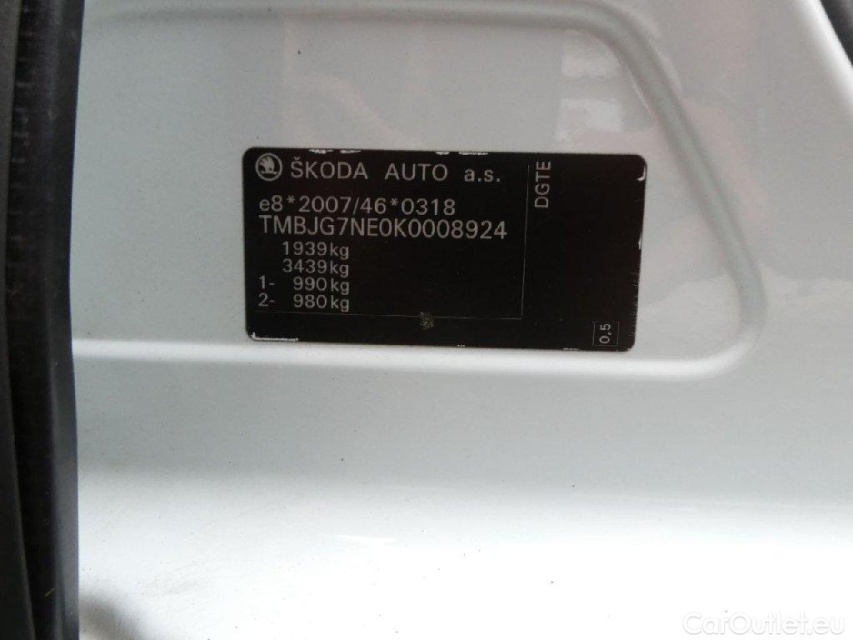 ŠKODA AUTO a.s.
e8*2007/46*0318
TMBJG7NE0K0008924
1939kg
3439kg
1- 990kg
2- 980kg
DGTE
0,5
CarOutlet.eu